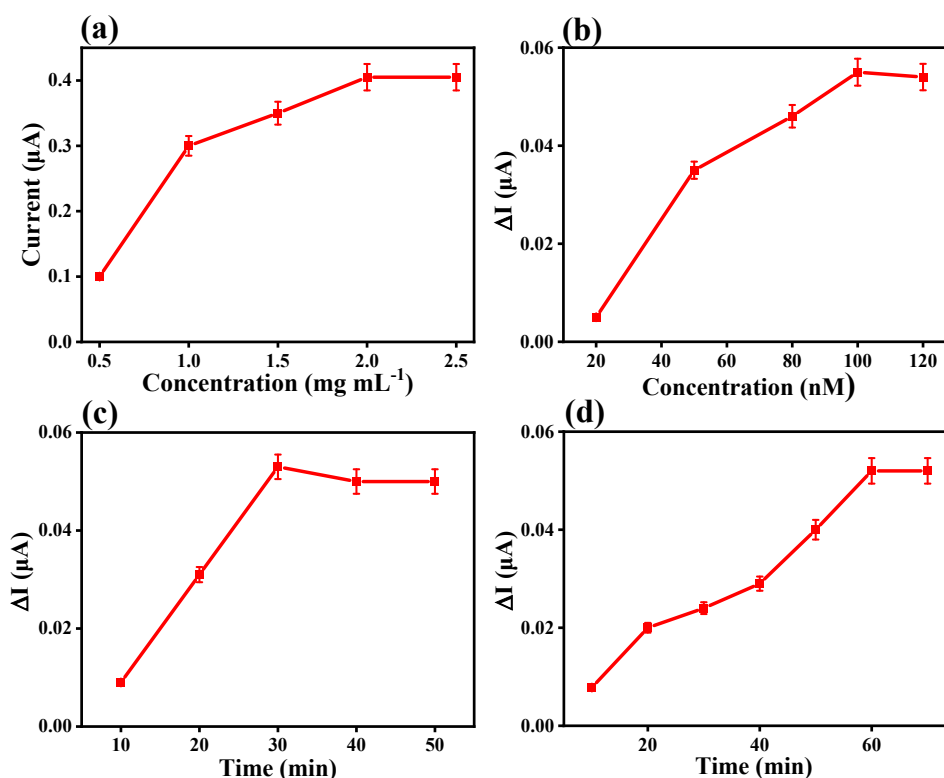 (a)
Current (μA)
0.4
0.3
0.2
0.1
0.0
0.5 1.0 1.5 2.0 2.5
Concentration (mg mL⁻¹)
(b)
ΔI (μA)
0.06
0.04
0.02
0.00
20 40 60 80 100 120
Concentration (nM)
(c)
ΔI (μA)
0.06
0.04
0.02
0.00
10 20 30 40 50
Time (min)
(d)
ΔI (μA)
0.06
0.04
0.02
0.00
20 40 60
Time (min)